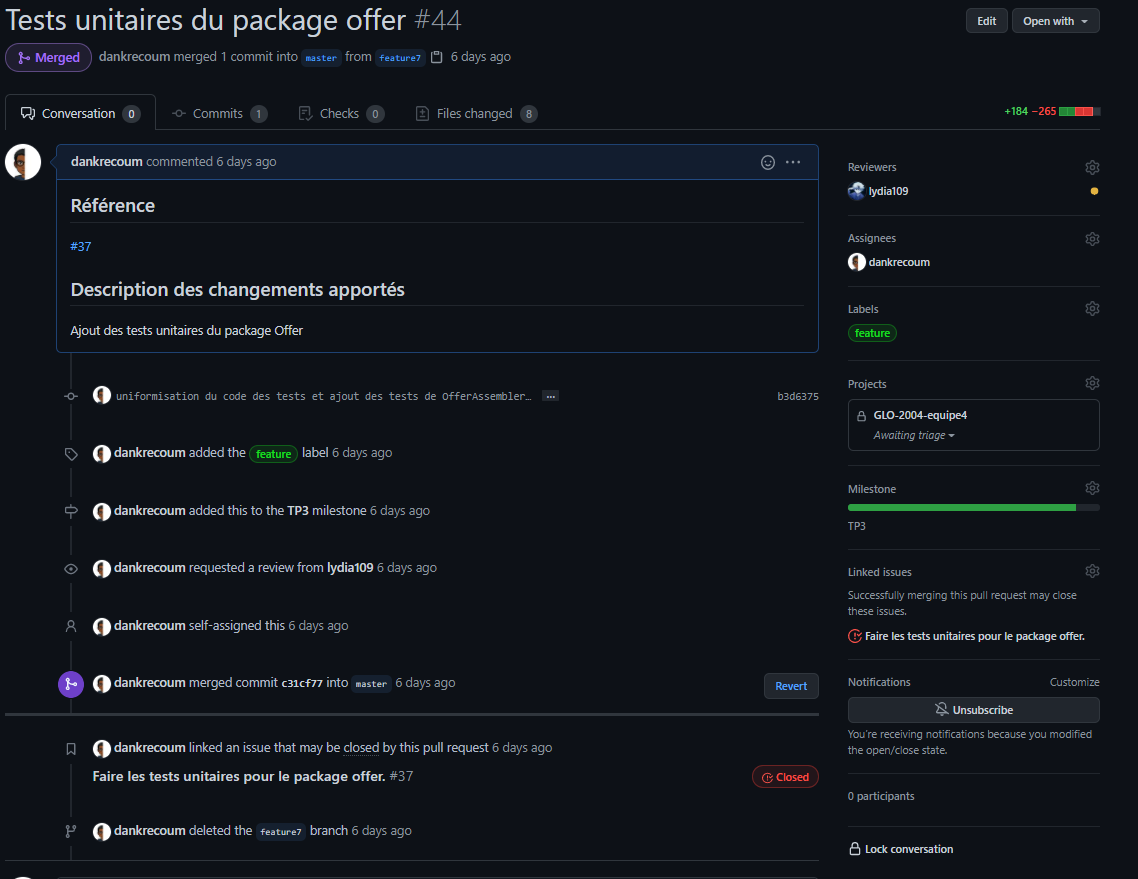 Tests unitaires du package offer #44
Edit
Open with
Merged
dankrecoum merged 1 commit into master from feature7 6 days ago
Conversation 0
Commits 1
Checks 0
Files changed 8
+184 −265
dankrecoum commented 6 days ago
Référence
#37
Description des changements apportés
Ajout des tests unitaires du package Offer
uniformisation du code des tests et ajout des tests de OfferAssembler… ...
b3d6375
dankrecoum added the feature label 6 days ago
dankrecoum added this to the TP3 milestone 6 days ago
dankrecoum requested a review from lydia109 6 days ago
dankrecoum self-assigned this 6 days ago
dankrecoum merged commit c31cf77 into master 6 days ago
Revert
dankrecoum linked an issue that may be closed by this pull request 6 days ago
Faire les tests unitaires pour le package offer. #37
Closed
dankrecoum deleted the feature7 branch 6 days ago
Reviewers
lydia109
Assignees
dankrecoum
Labels
feature
Projects
GLO-2004-equipe4
Awaiting triage
Milestone
TP3
Linked issues
Successfully merging this pull request may close
these issues.
Faire les tests unitaires pour le package offer.
Notifications
Customize
Unsubscribe
You're receiving notifications because you modified
the open/close state.
0 participants
Lock conversation